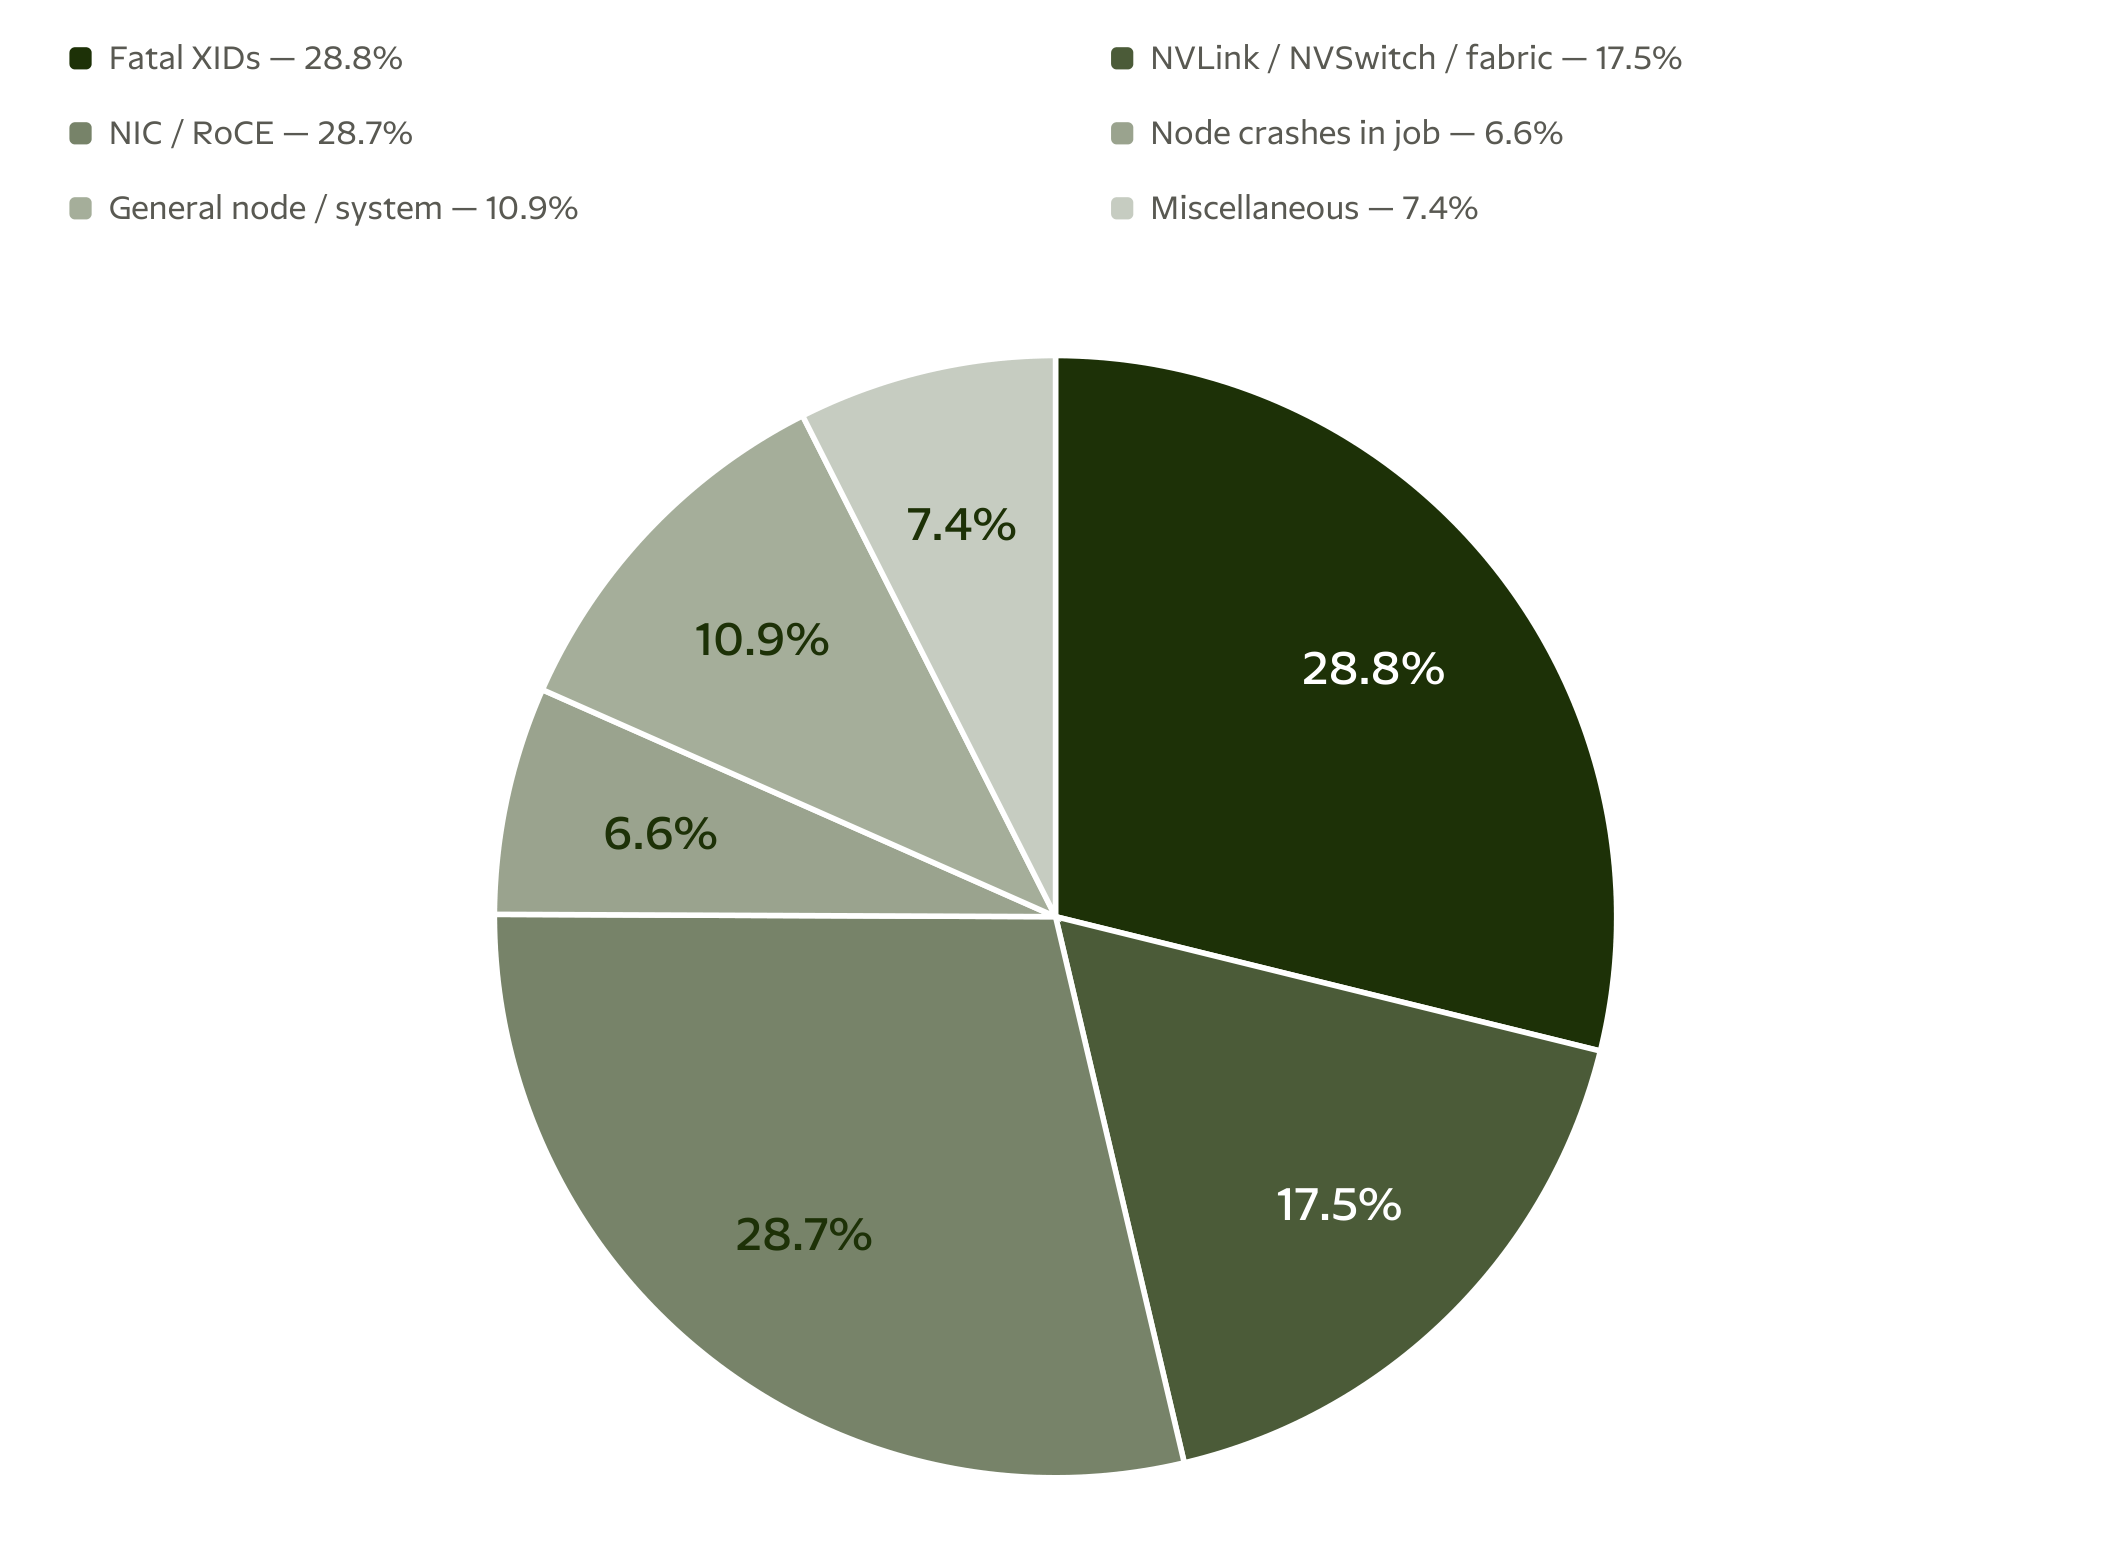 Fatal XIDs — 28.8%
NVLink / NVSwitch / fabric — 17.5%
NIC / RoCE — 28.7%
Node crashes in job — 6.6%
General node / system — 10.9%
Miscellaneous — 7.4%
7.4%
10.9%
28.8%
6.6%
17.5%
28.7%